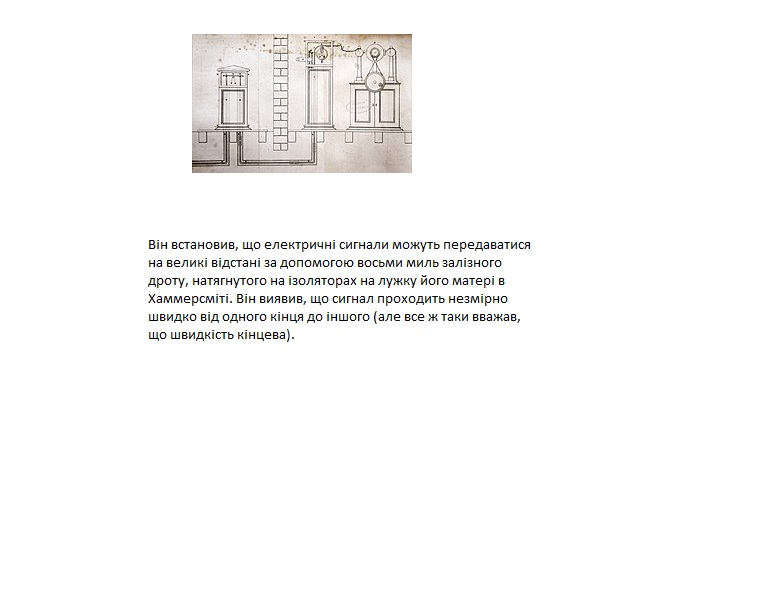 Він встановив, що електричні сигнали можуть передаватися
на великі відстані за допомогою восьми миль залізного
дроту, натягнутого на ізоляторах на лужку його матері в
Хаммерсміті. Він виявив, що сигнал проходить незмірно
швидко від одного кінця до іншого (але все ж таки вважав,
що швидкість кінцева).